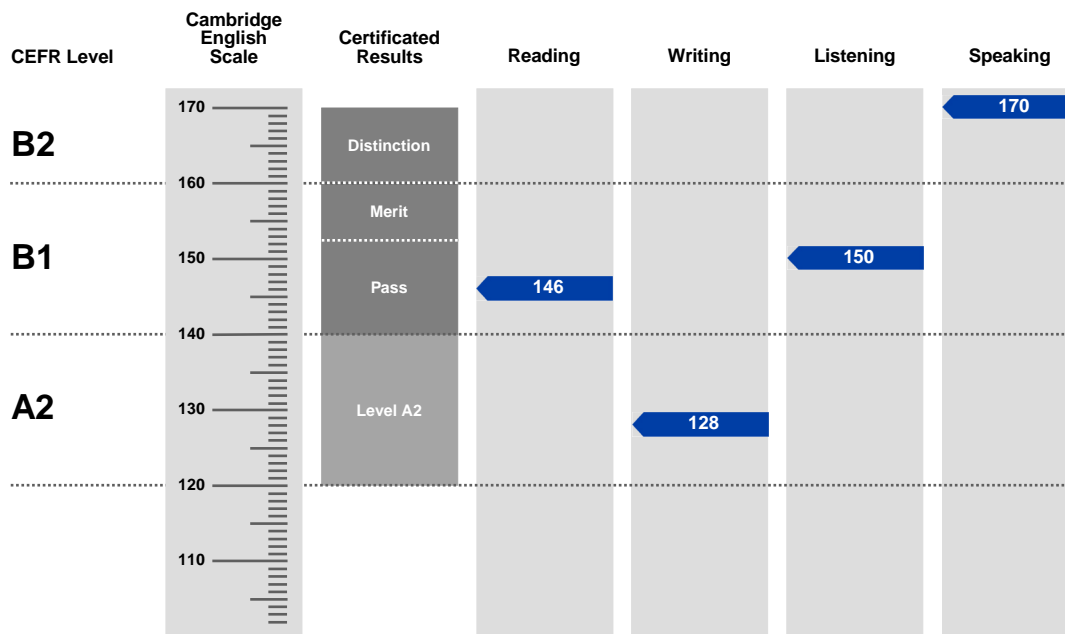 CEFR Level
Cambridge
English
Scale
Certificated
Results
Reading
Writing
Listening
Speaking
170
170
B2
Distinction
160
Merit
B1
150
150
Pass
146
140
A2
130
Level A2
128
120
110